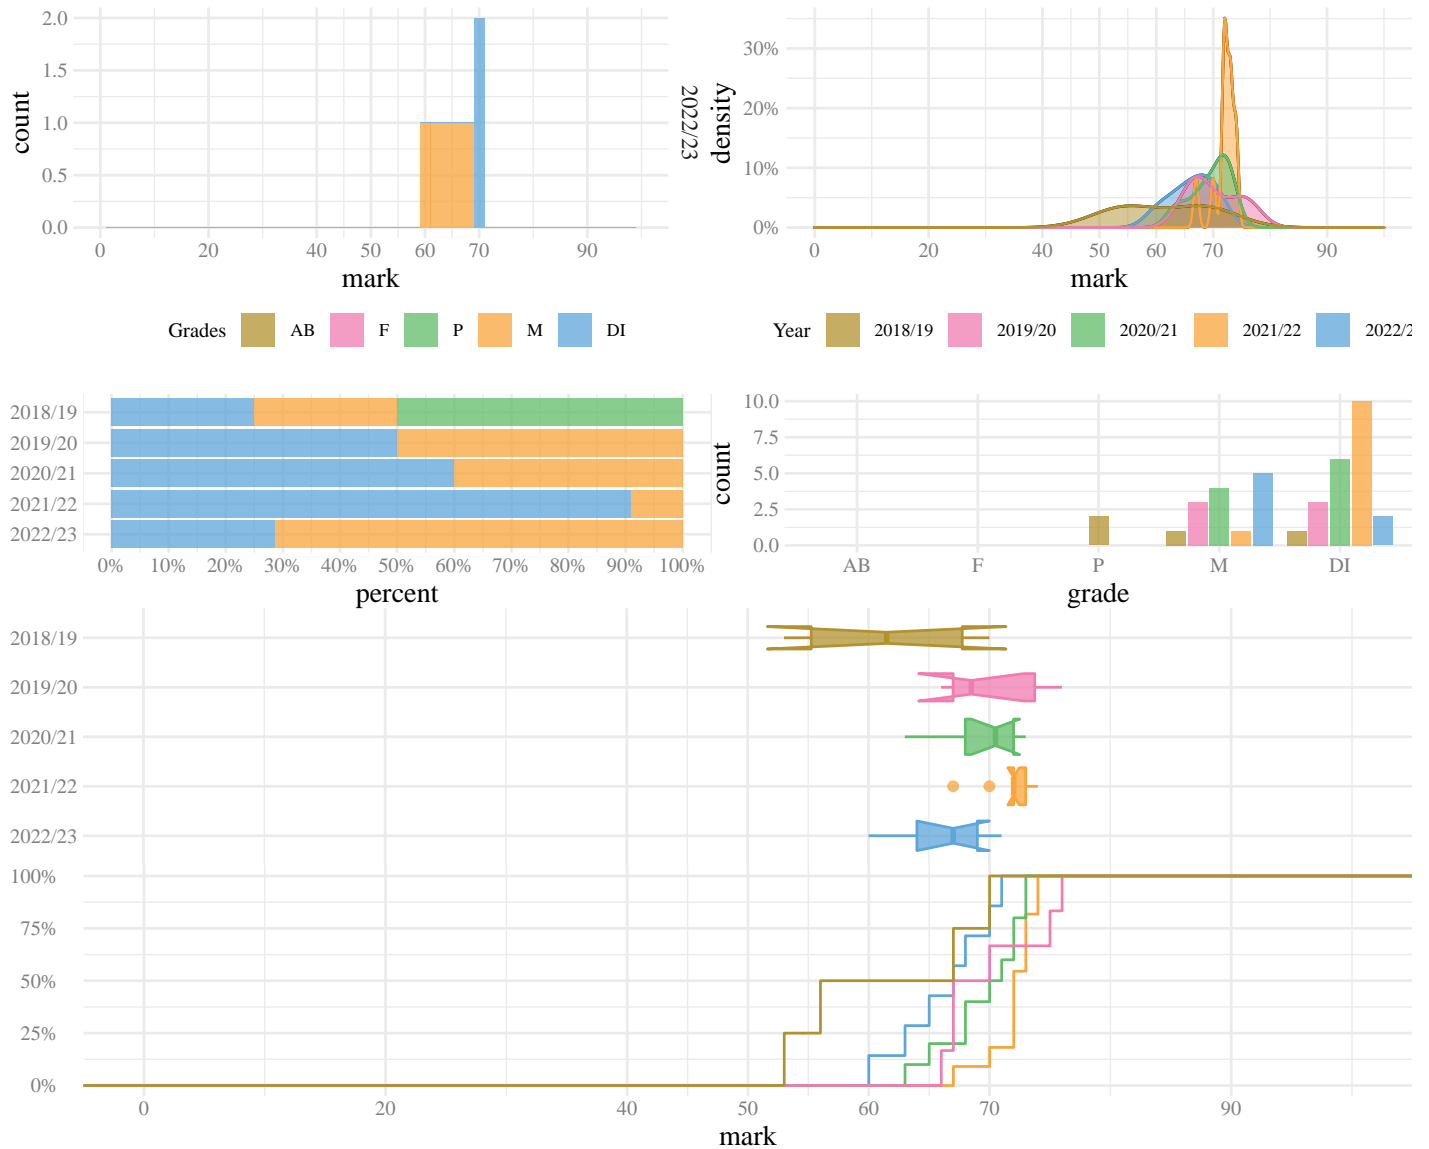 2.0
1.5
1.0
0.5
0.0
count
0 20 40 50 60 70 90
mark
2022/23
30%
20%
10%
0%
density
0 20 40 50 60 70 90
mark
Grades AB F P M DI
Year 2018/19 2019/20 2020/21 2021/22 2022/2
2018/19
2019/20
2020/21
2021/22
2022/23
0% 10% 20% 30% 40% 50% 60% 70% 80% 90% 100%
percent
10.0
7.5
5.0
2.5
0.0
count
AB F P M DI
grade
2018/19
2019/20
2020/21
2021/22
2022/23
100%
75%
50%
25%
0%
0 20 40 50 60 70 90
mark